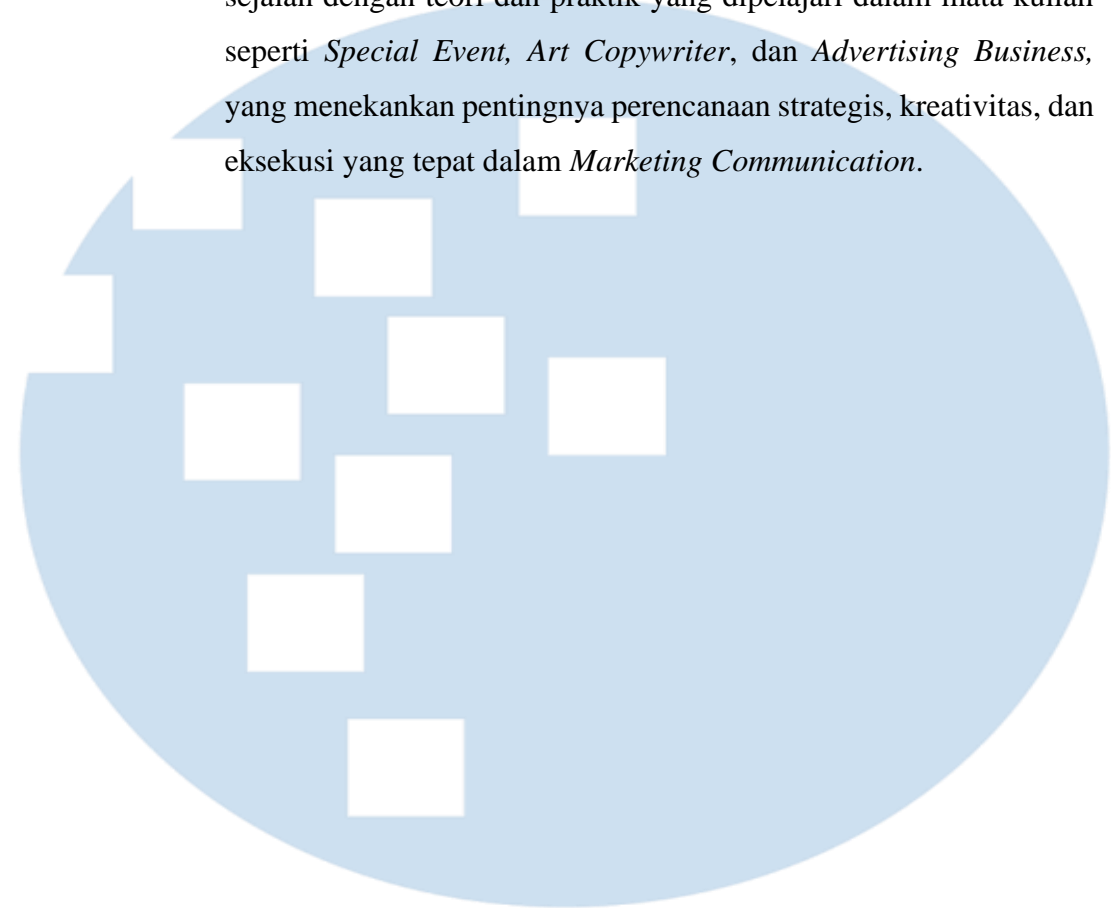 sejalan dengan teori dan praktik yang dipelajari dalam mata kuliah
seperti Special Event, Art Copywriter, dan Advertising Business,
yang menekankan pentingnya perencanaan strategis, kreativitas, dan
eksekusi yang tepat dalam Marketing Communication.